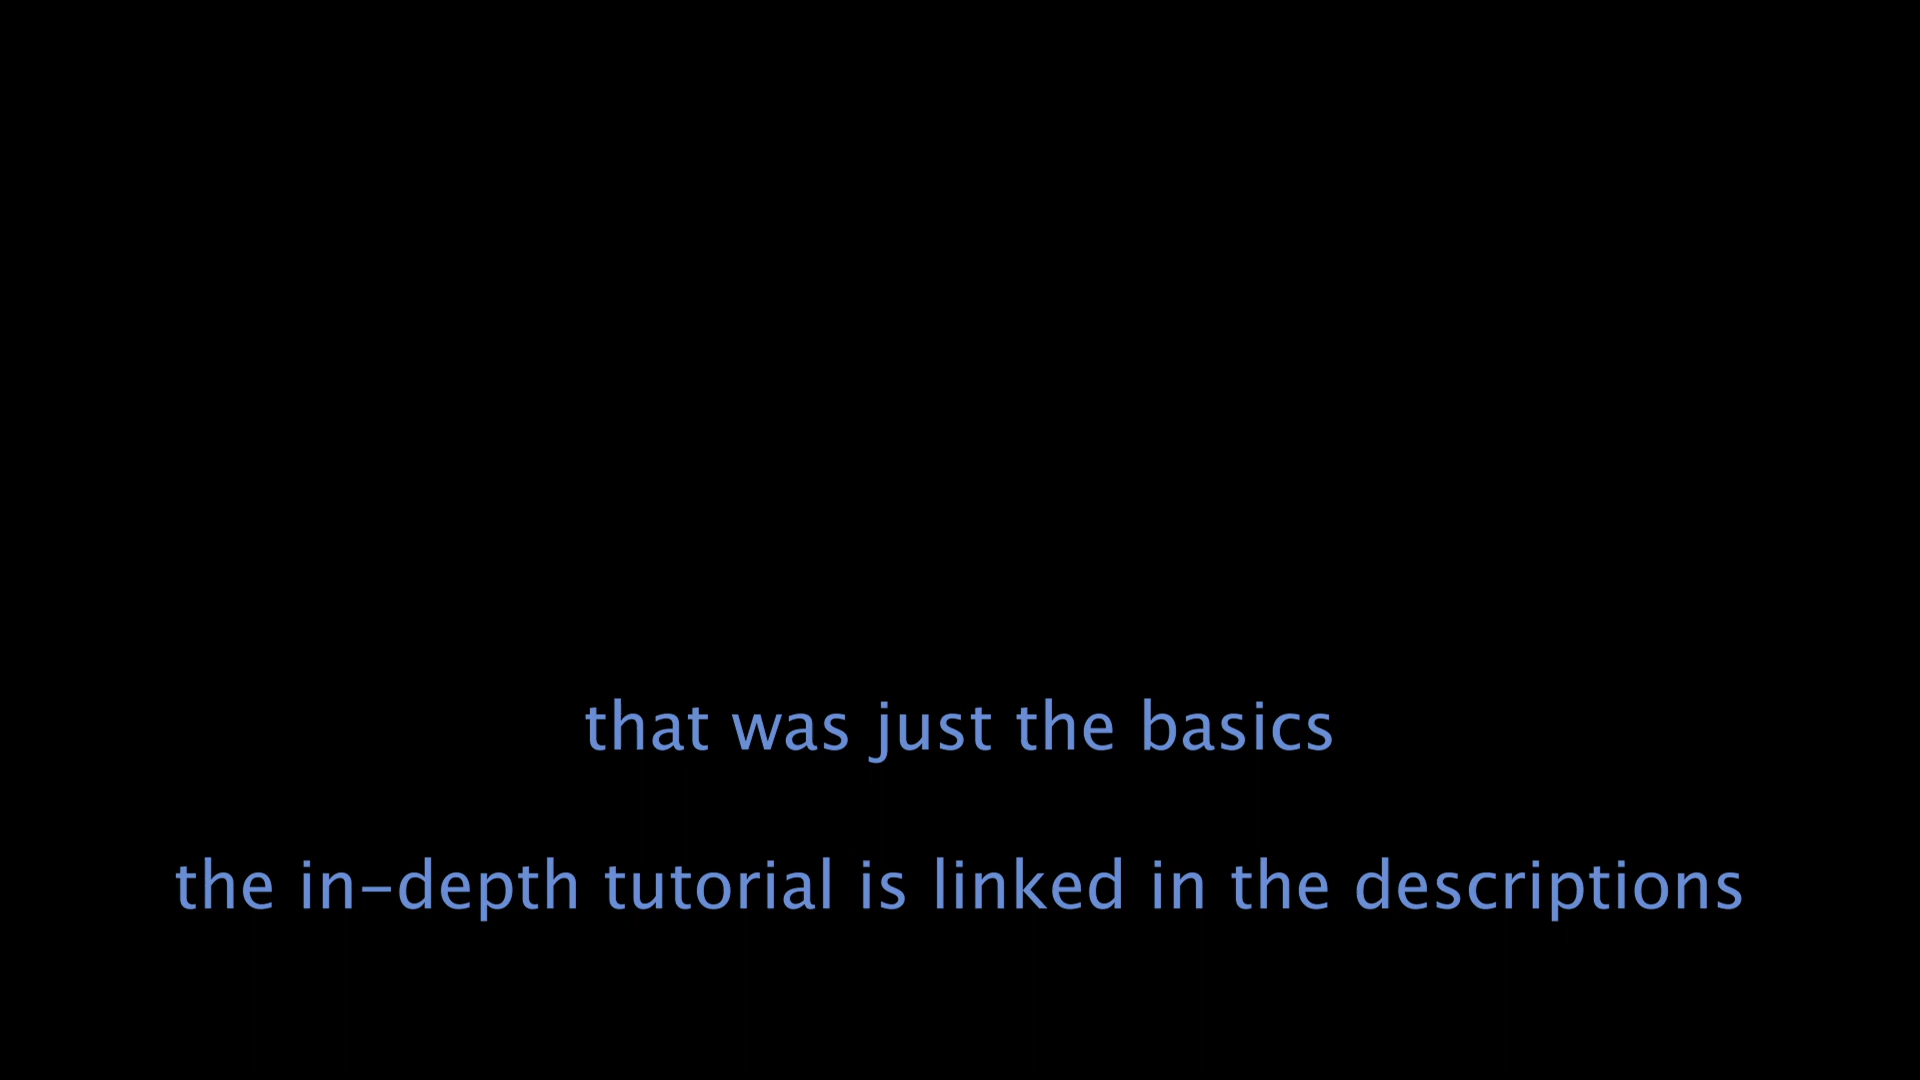 that was just the basics
the in-depth tutorial is linked in the descriptions